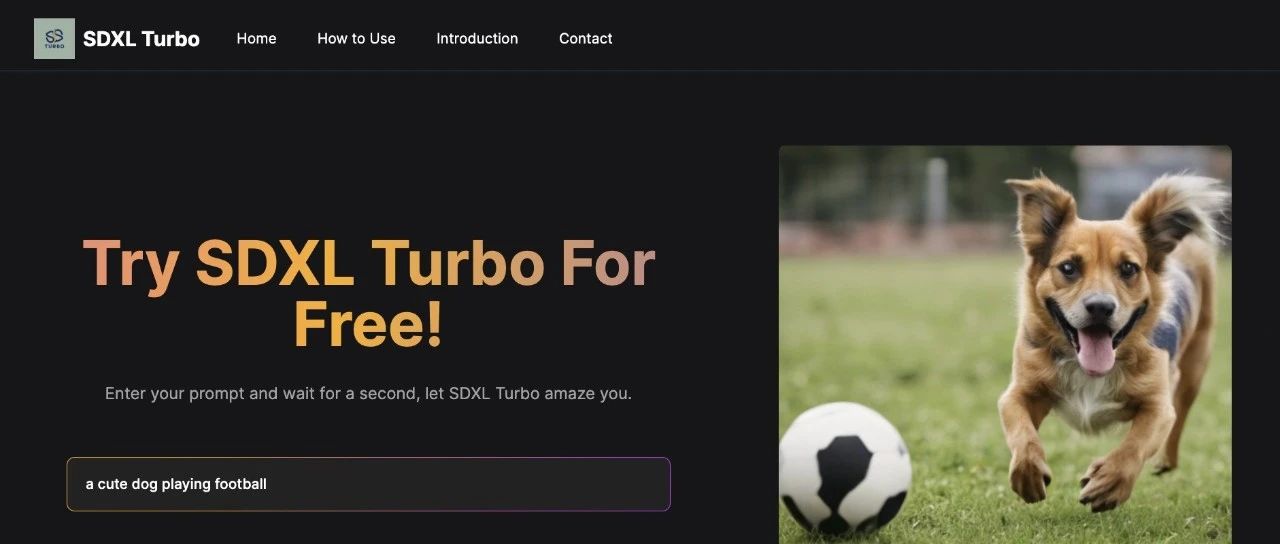 TURBO
SDXL Turbo
Home
How to Use
Introduction
Contact
Try SDXL Turbo For
Free!
Enter your prompt and wait for a second, let SDXL Turbo amaze you.
a cute dog playing football